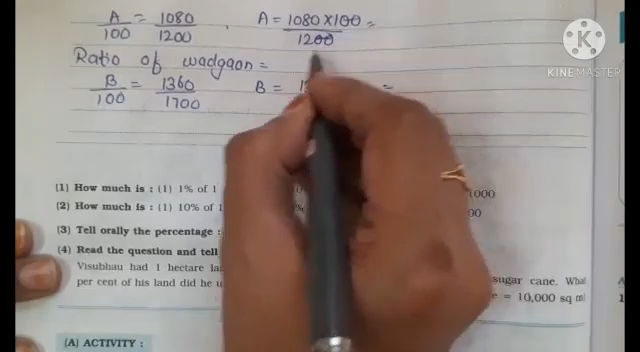 A/100 = 1080/1200 . A = 1080 × 100/1200 =
Ratio of wadgaon =
B/100 = 1360/1700 B = 1 =
(1) How much is : (1) 1% of 1 1000
(2) How much is : (1) 10% of 1 % 00
(3) Tell orally the percentage :
(4) Read the question and tell
Visubhau had 1 hectare sugar cane. What
per cent of his land did he = 10,000 sq m
(A) ACTIVITY :
KINEMASTER